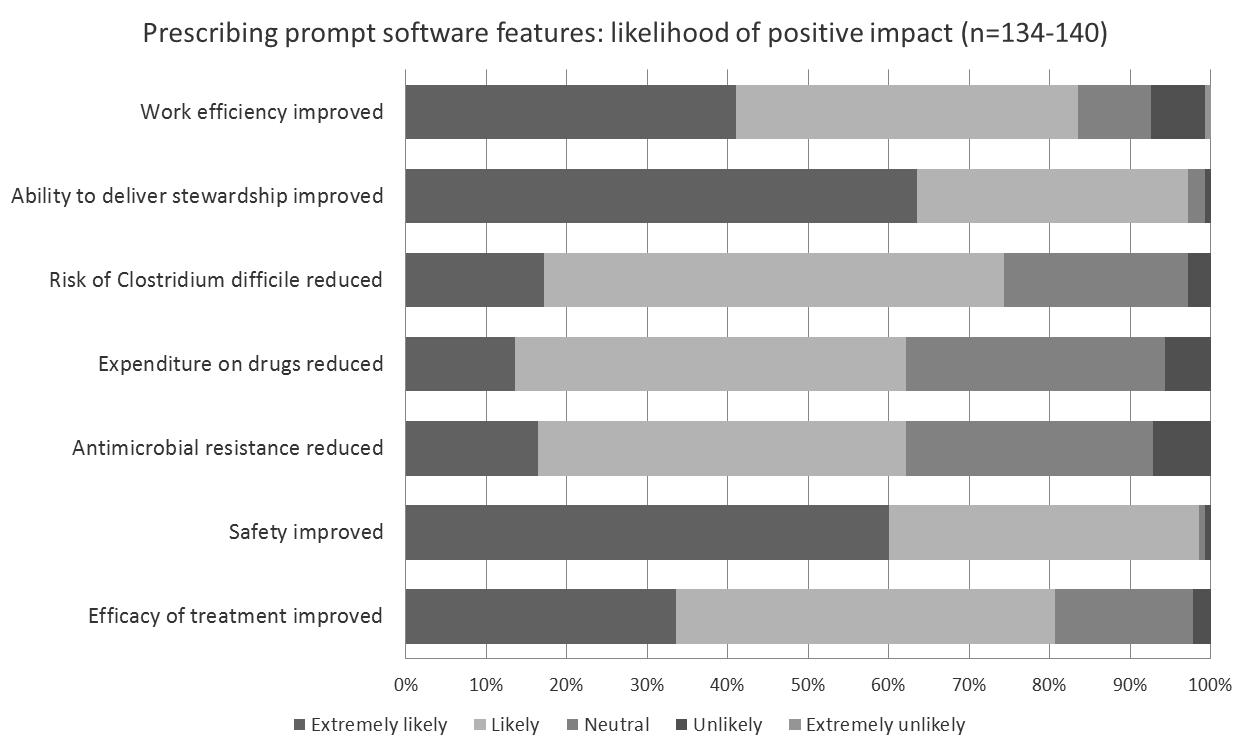 Prescribing prompt software features: likelihood of positive impact (n=134-140)
Work efficiency improved
Ability to deliver stewardship improved
Risk of Clostridium difficile reduced
Expenditure on drugs reduced
Antimicrobial resistance reduced
Safety improved
Efficacy of treatment improved
0% 10% 20% 30% 40% 50% 60% 70% 80% 90% 100%
Extremely likely Likely Neutral Unlikely Extremely unlikely